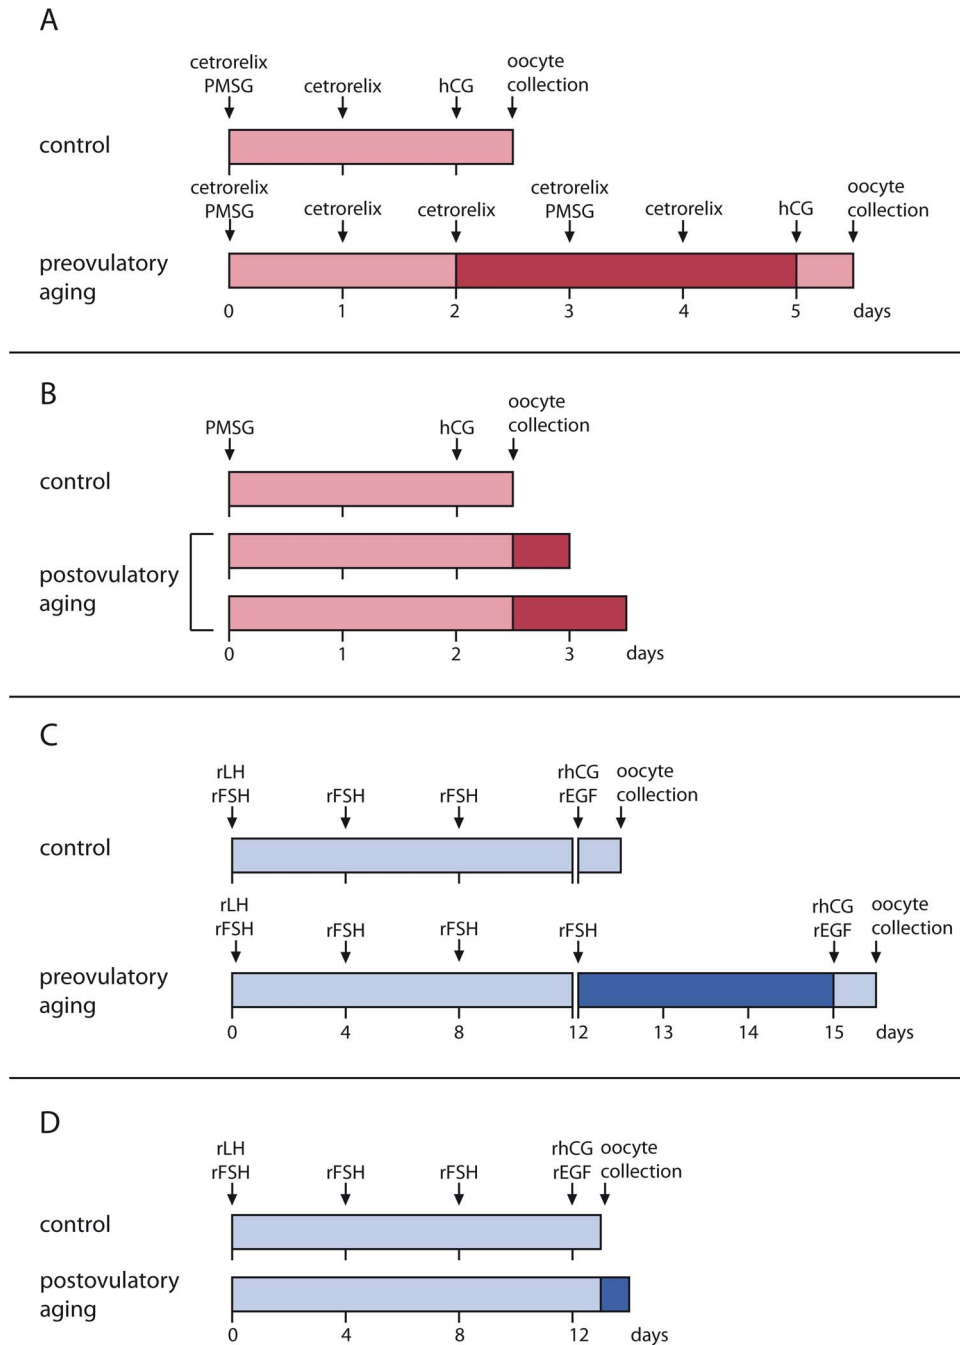 A
cetrorelix
PMSG
cetrorelix
hCG
oocyte
collection
control
cetrorelix
PMSG
cetrorelix
cetrorelix
cetrorelix
PMSG
cetrorelix
hCG
oocyte
collection
preovulatory
aging
0 1 2 3 4 5 days
B
PMSG
hCG
oocyte
collection
control
postovulatory
aging
0 1 2 3 days
C
rLH
rFSH
rFSH
rFSH
rhCG
rEGF
oocyte
collection
control
rLH
rFSH
rFSH
rFSH
rFSH
rhCG
rEGF
oocyte
collection
preovulatory
aging
0 4 8 12 13 14 15 days
D
rLH
rFSH
rFSH
rFSH
rhCG
rEGF
oocyte
collection
control
postovulatory
aging
0 4 8 12 days